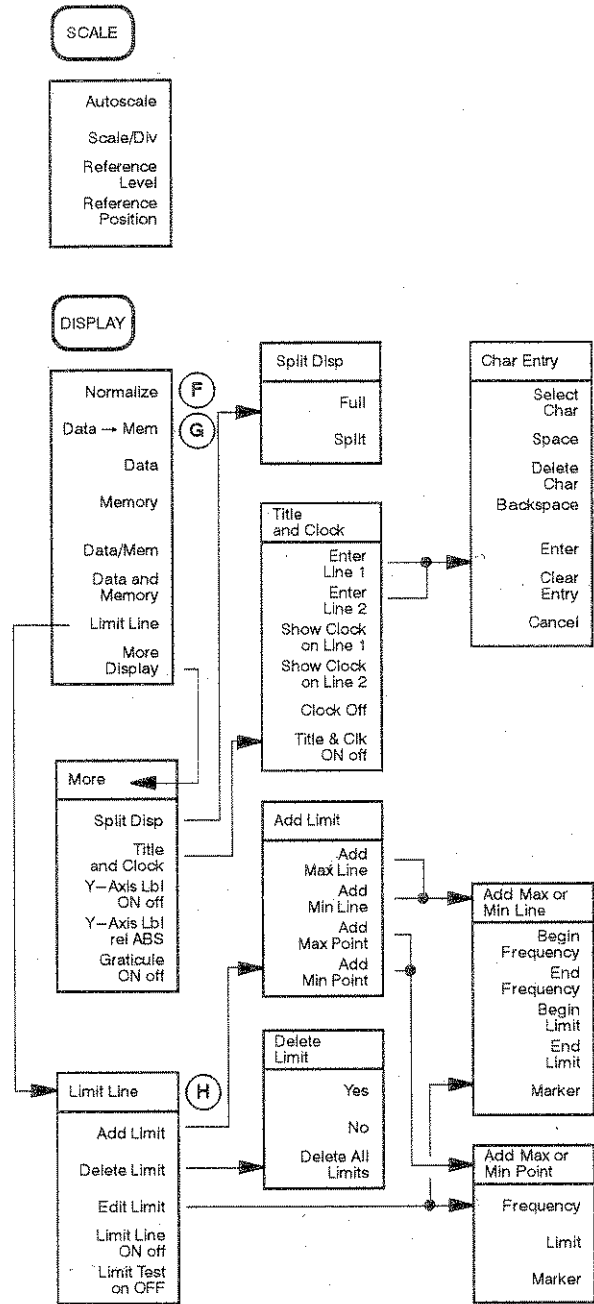 SCALE
Autoscale
Scale/Div
Reference
Level
Reference
Position
DISPLAY
Normalize
F
Data → Mem
G
Data
Memory
Data/Mem
Data and
Memory
Limit Line
More
Display
More
Split Disp
Title
and Clock
Y-Axis Lbl
ON off
Y-Axis Lbl
rel ABS
Graticule
ON off
Limit Line
H
Add Limit
Delete Limit
Edit Limit
Limit Line
ON off
Limit Test
on OFF
Split Disp
Full
Split
Title
and Clock
Enter
Line 1
Enter
Line 2
Show Clock
on Line 1
Show Clock
on Line 2
Clock Off
Title & Clk
ON off
Add Limit
Add
Max Line
Add
Min Line
Add
Max Point
Add
Min Point
Delete
Limit
Yes
No
Delete All
Limits
Char Entry
Select
Char
Space
Delete
Char
Backspace
Enter
Clear
Entry
Cancel
Add Max or
Min Line
Begin
Frequency
End
Frequency
Begin
Limit
End
Limit
Marker
Add Max or
Min Point
Frequency
Limit
Marker